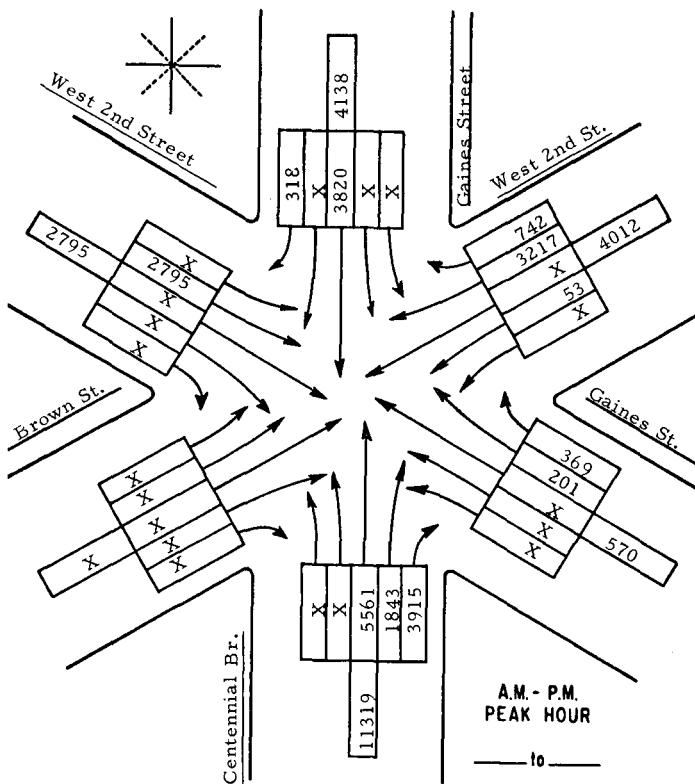 West 2nd Street
4138
318
X
3820
X
X
Gaines Street
West 2nd St.
2795
X
2795
X
X
X
742
3217
X
53
X
4012
Brown St.
Gaines St.
X
X
X
X
X
X
369
201
X
X
X
570
X
X
5561
1843
3915
11319
Centennial Br.
A.M. - P.M.
PEAK HOUR
to